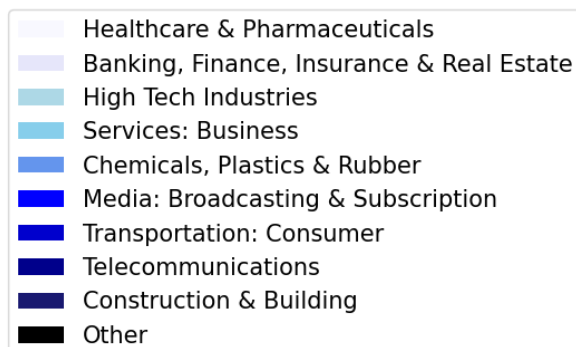 Healthcare & Pharmaceuticals
Banking, Finance, Insurance & Real Estate
High Tech Industries
Services: Business
Chemicals, Plastics & Rubber
Media: Broadcasting & Subscription
Transportation: Consumer
Telecommunications
Construction & Building
Other